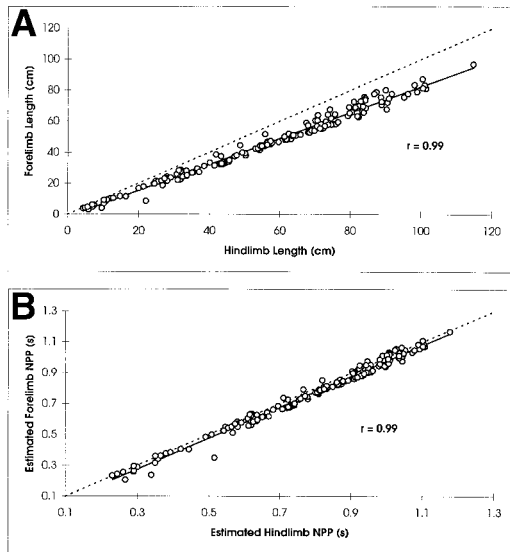 A
120
100
80
60
40
20
0
Forelimb Length (cm)
r = 0.99
0 20 40 60 80 100 120
Hindlimb Length (cm)
B
1.3
1.1
0.9
0.7
0.5
0.3
0.1
Estimated Forelimb NPP (s)
r = 0.99
0.1 0.3 0.5 0.7 0.9 1.1 1.3
Estimated Hindlimb NPP (s)